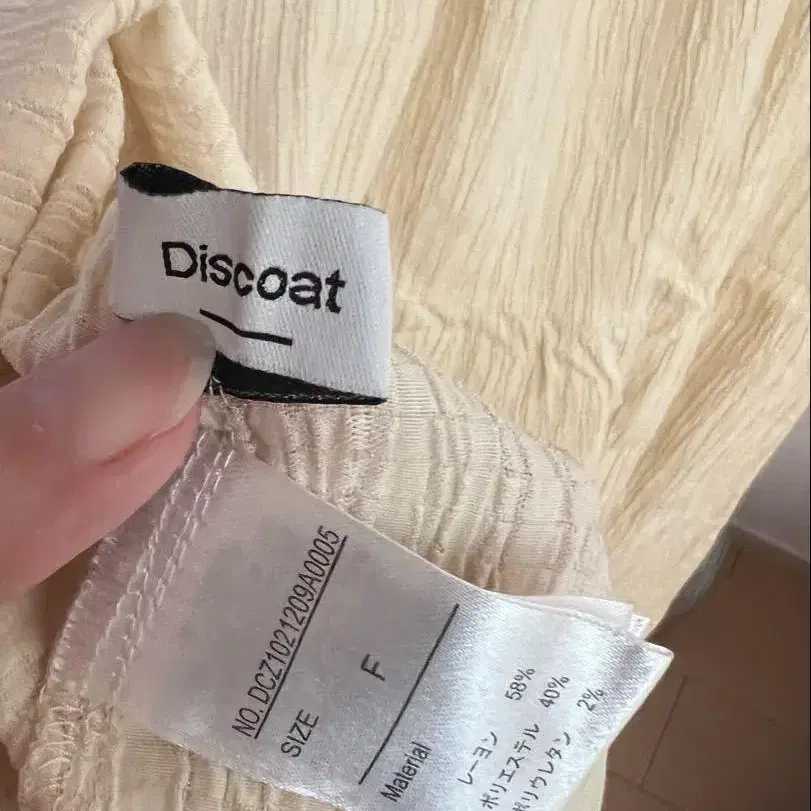 Discoat
NO. DCZ1021209A0005
SIZE F
Material
レーヨン 58%
ポリエステル 40%
ポリウレタン 2%